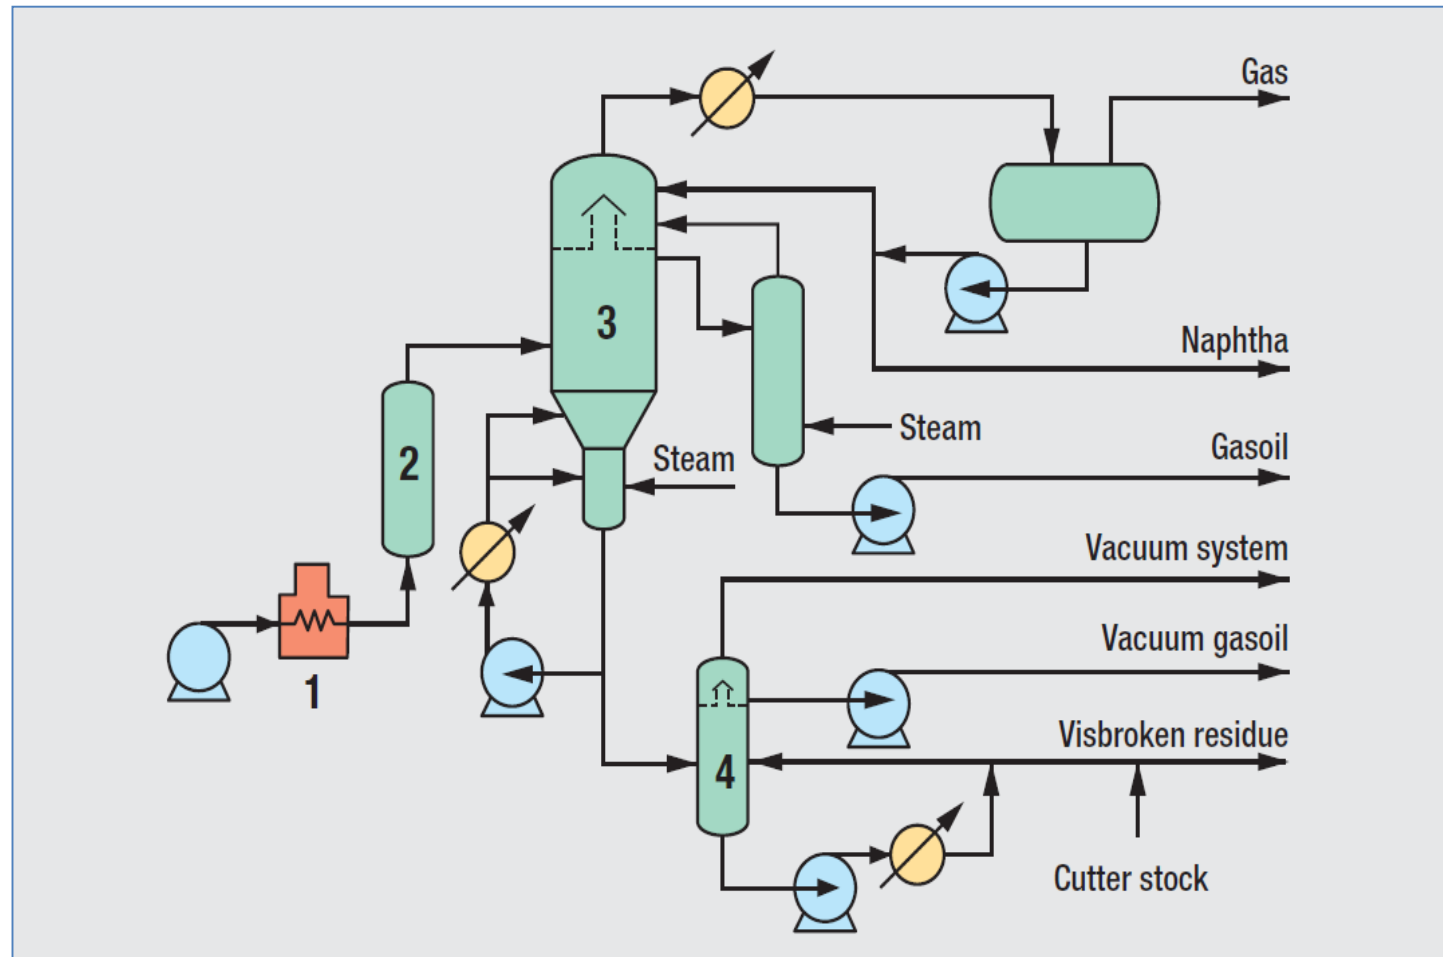 Gas
3
Naphtha
Steam
2
Steam
Gasoil
Vacuum system
1
Vacuum gasoil
Visbroken residue
4
Cutter stock